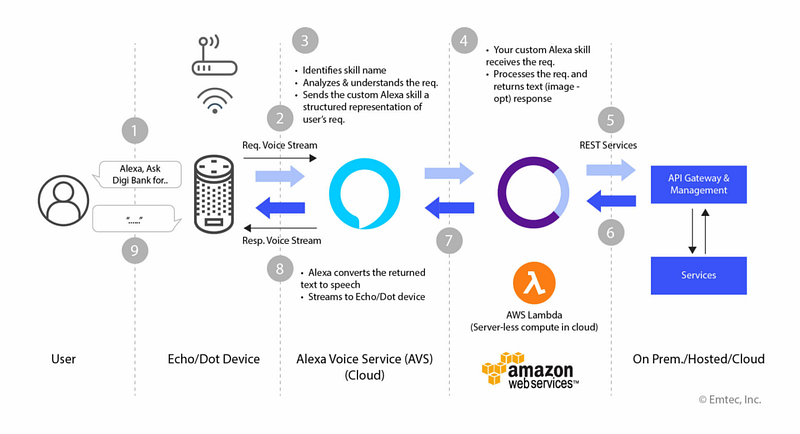 3
• Identifies skill name
• Analyzes & understands the req.
• Sends the custom Alexa skill a
structured representation of
user's req.
4
• Your custom Alexa skill
receives the req.
• Processes the req. and
returns text (image -
opt) response
1
2
5
Req. Voice Stream
REST Services
Alexa, Ask
Digi Bank for..
API Gateway &
Management
"......"
Resp. Voice Stream
9
7
6
8
• Alexa converts the returned
text to speech
• Streams to Echo/Dot device
Services
λ
AWS Lambda
(Server-less compute in cloud)
User
Echo/Dot Device
Alexa Voice Service (AVS)
(Cloud)
amazon
webservices™
On Prem./Hosted/Cloud
© Emtec, Inc.